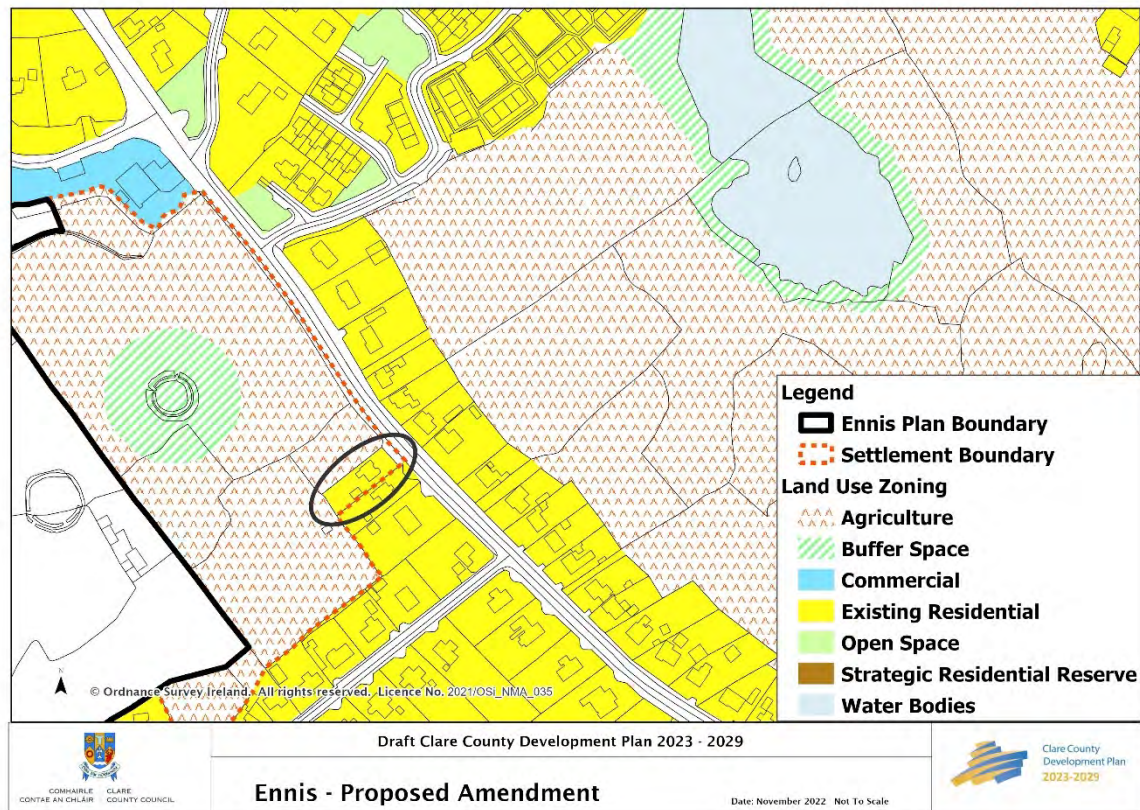 Legend
Ennis Plan Boundary
Settlement Boundary
Land Use Zoning
Agriculture
Buffer Space
Commercial
Existing Residential
Open Space
Strategic Residential Reserve
Water Bodies
N
© Ordnance Survey Ireland. All rights reserved. Licence No. 2021/OSi_NMA_035
COMHAIRLE
CONTAE AN CHLÁIR
CLARE
COUNTY COUNCIL
Draft Clare County Development Plan 2023 - 2029
Ennis - Proposed Amendment
Date: November 2022 Not To Scale
Clare County
Development Plan
2023-2029